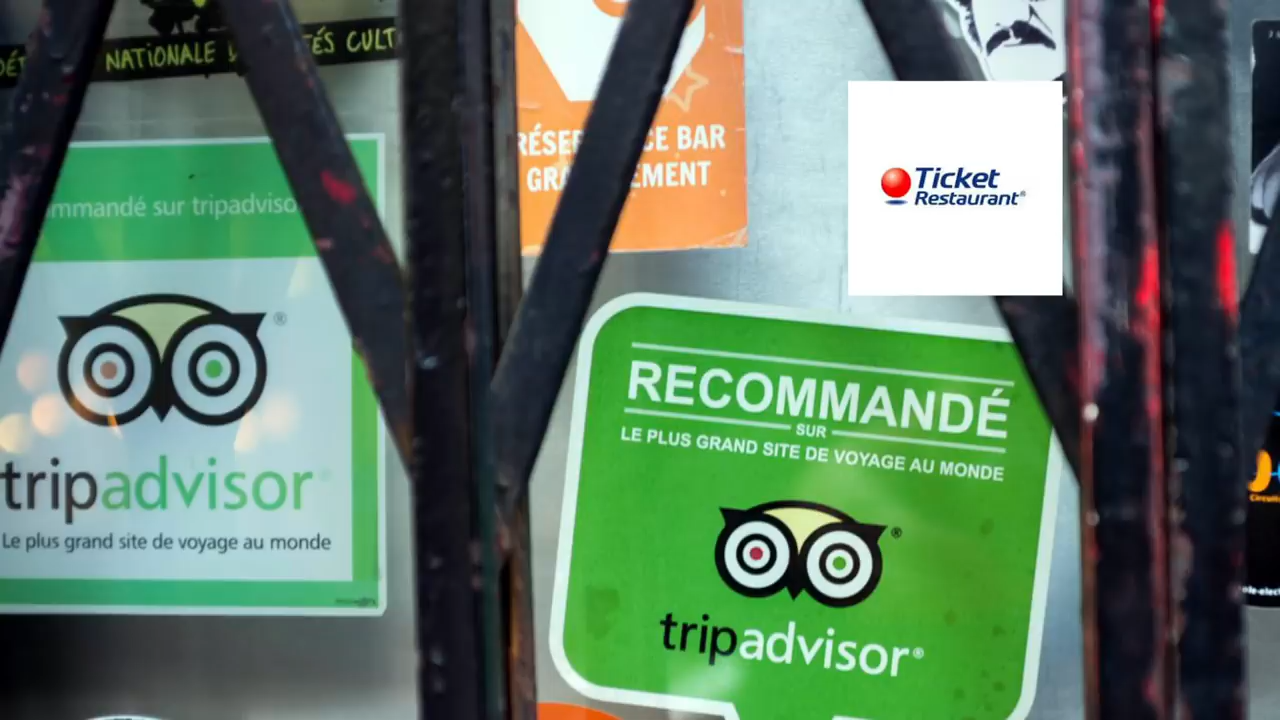 NATIONALE
CULT
mmandé sur tripadviso
®
tripadvisor
Le plus grand site de voyage au monde
BAR
Ticket
Restaurant®
RECOMMANDÉ
SUR
LE PLUS GRAND SITE DE VOYAGE AU MONDE
®
tripadvisor®